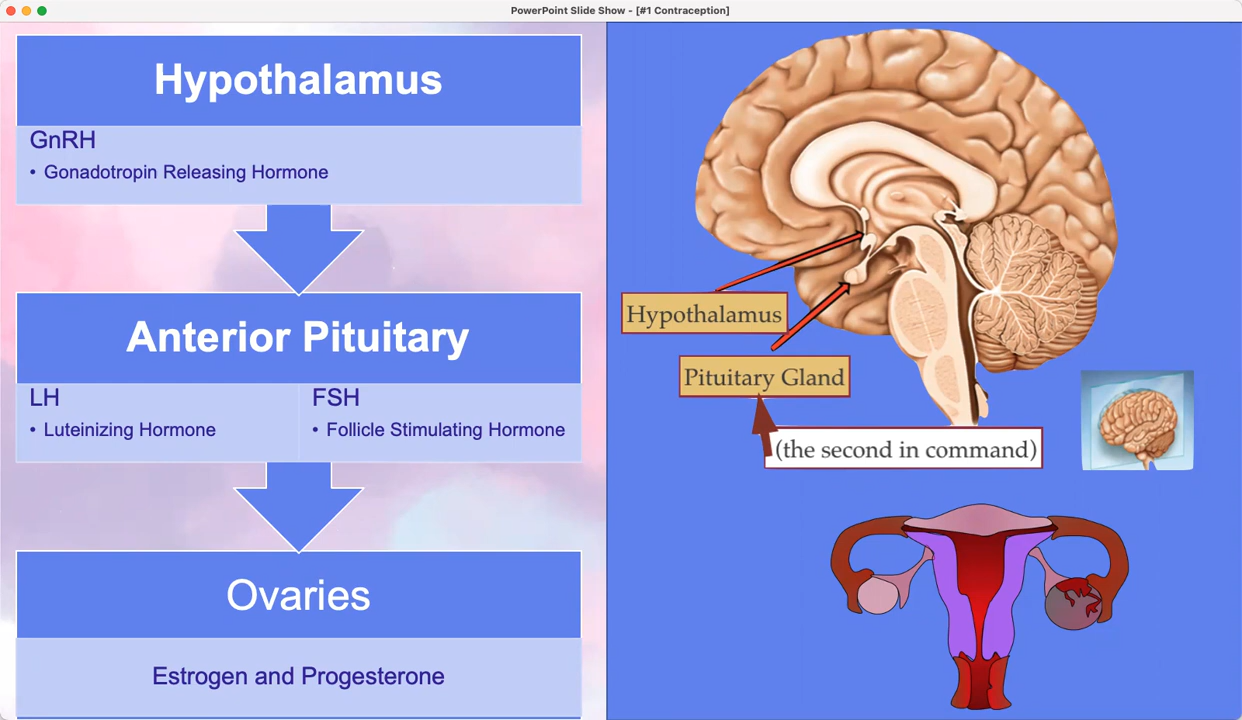 PowerPoint Slide Show - [#1 Contraception]
Hypothalamus
GnRH
• Gonadotropin Releasing Hormone
Anterior Pituitary
LH
• Luteinizing Hormone
FSH
• Follicle Stimulating Hormone
Ovaries
Estrogen and Progesterone
Hypothalamus
Pituitary Gland
(the second in command)